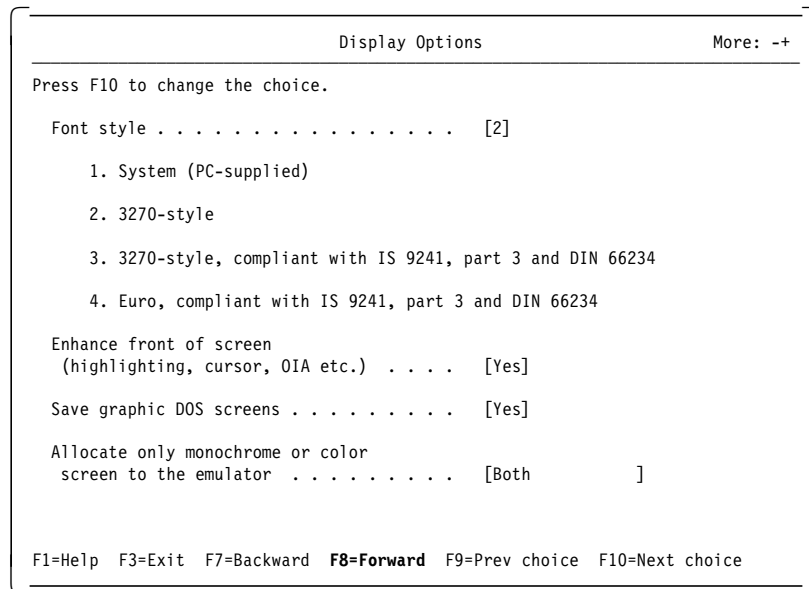 Display Options More: -+
Press F10 to change the choice.
Font style . . . . . . . . . . . . . . . . [2]
1. System (PC-supplied)
2. 3270-style
3. 3270-style, compliant with IS 9241, part 3 and DIN 66234
4. Euro, compliant with IS 9241, part 3 and DIN 66234
Enhance front of screen
(highlighting, cursor, OIA etc.) . . . . [Yes]
Save graphic DOS screens . . . . . . . . . [Yes]
Allocate only monochrome or color
screen to the emulator . . . . . . . . . [Both ]
F1=Help F3=Exit F7=Backward F8=Forward F9=Prev choice F10=Next choice